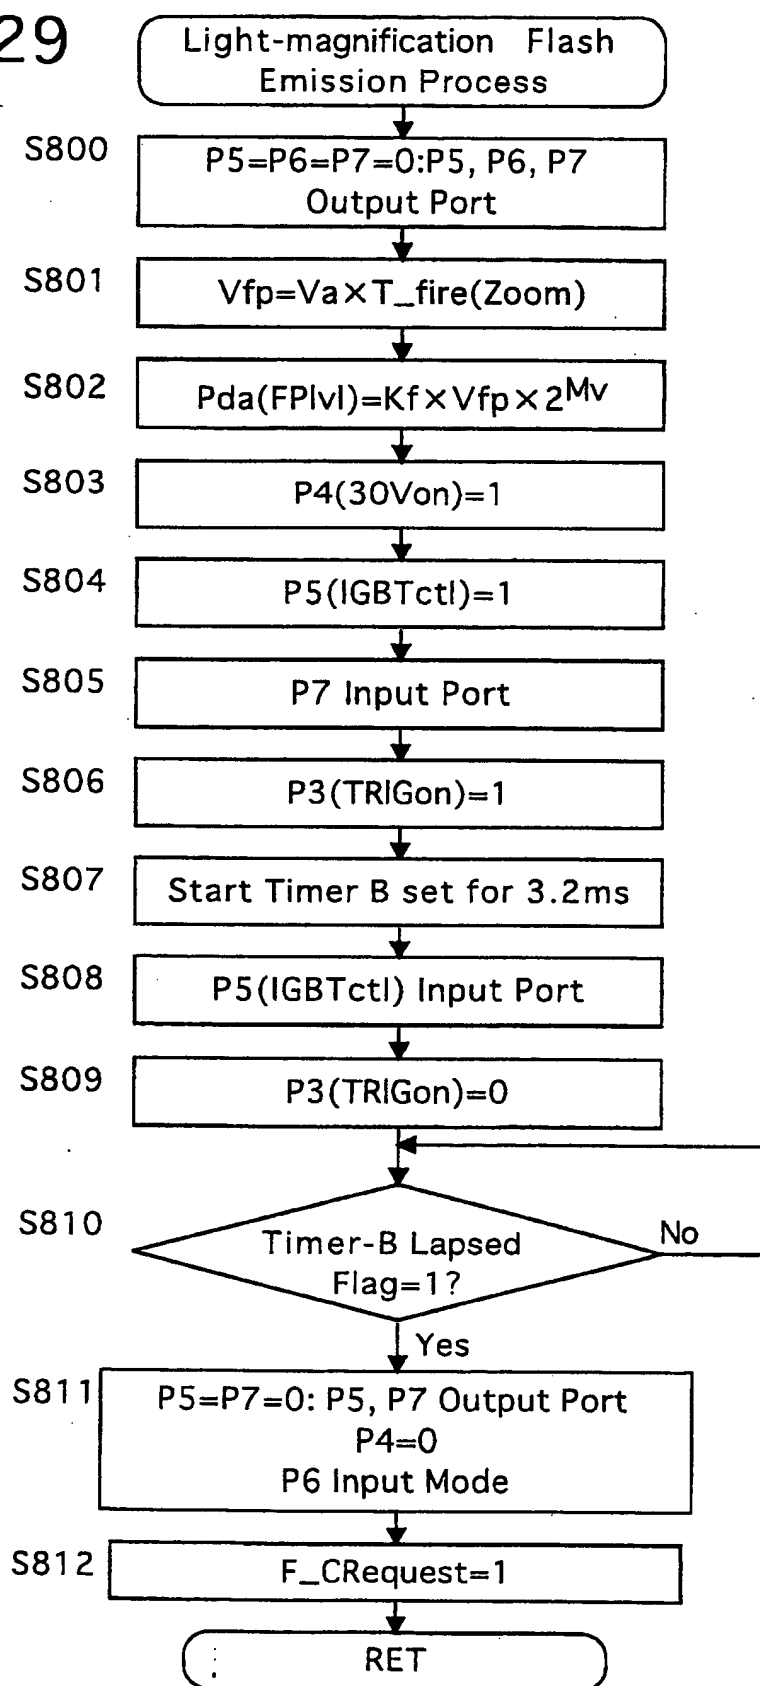 29
Light-magnification Flash
Emission Process
S800
P5=P6=P7=0:P5, P6, P7
Output Port
S801
Vfp=Va×T_fire(Zoom)
S802
Pda(FPlvl)=Kf×Vfp×2^Mv
S803
P4(30Von)=1
S804
P5(IGBTctl)=1
S805
P7 Input Port
S806
P3(TRIGon)=1
S807
Start Timer B set for 3.2ms
S808
P5(IGBTctl) Input Port
S809
P3(TRIGon)=0
S810
Timer-B Lapsed
Flag=1?
No
Yes
S811
P5=P7=0: P5, P7 Output Port
P4=0
P6 Input Mode
S812
F_CRequest=1
RET